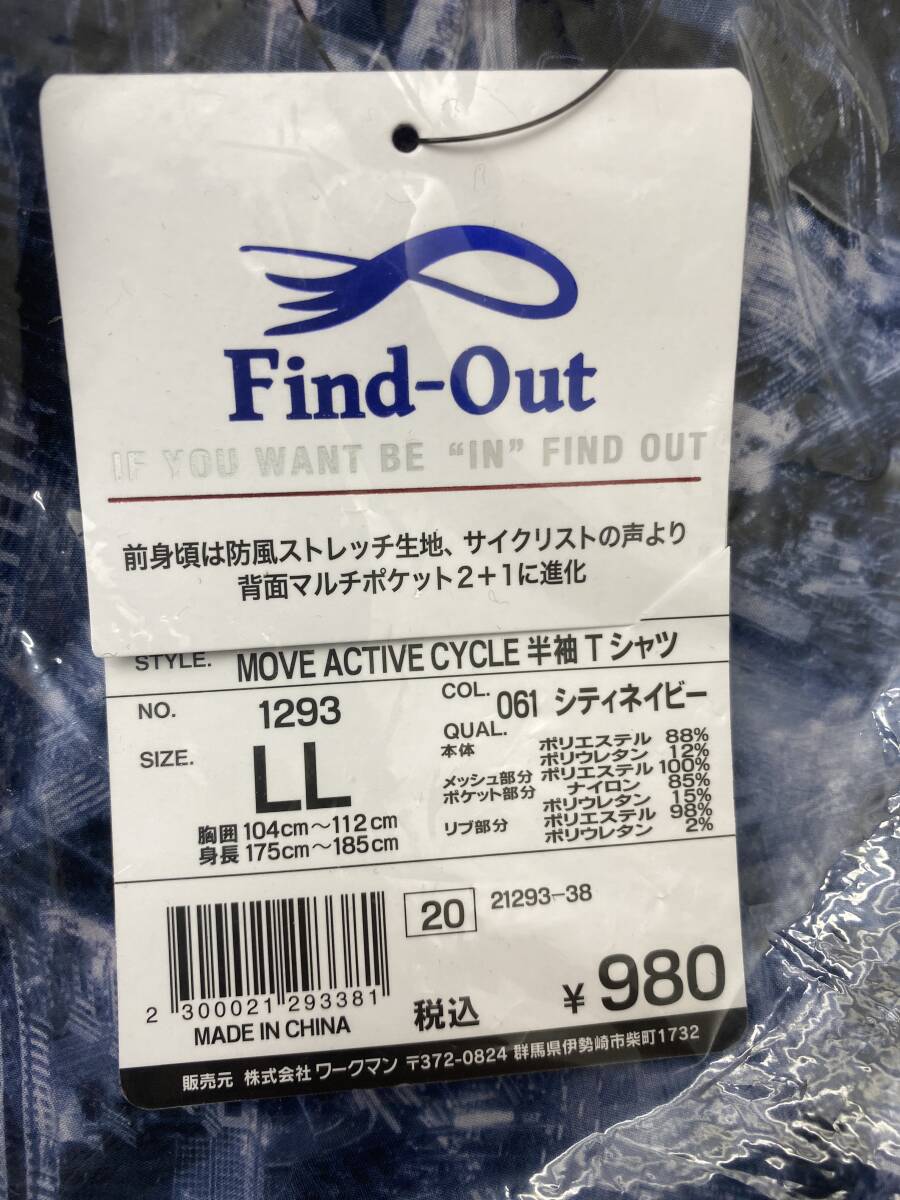 Find-Out
IF YOU WANT BE “IN” FIND OUT
前身頃は防風ストレッチ生地、サイクリストの声より
背面マルチポケット2+1に進化
STYLE. MOVE ACTIVE CYCLE 半袖Tシャツ
NO. 1293
COL. 061 シティネイビー
SIZE. LL
胸囲 104cm～112cm
身長 175cm～185cm
QUAL.
本体 ポリエステル 88%
ポリウレタン 12%
メッシュ部分 ポリエステル 100%
ポケット部分 ナイロン 85%
ポリウレタン 15%
リブ部分 ポリエステル 98%
ポリウレタン 2%
20 21293-38
2 300021 293381
MADE IN CHINA
税込 ¥980
販売元 株式会社 ワークマン 〒372-0824 群馬県伊勢崎市柴町1732